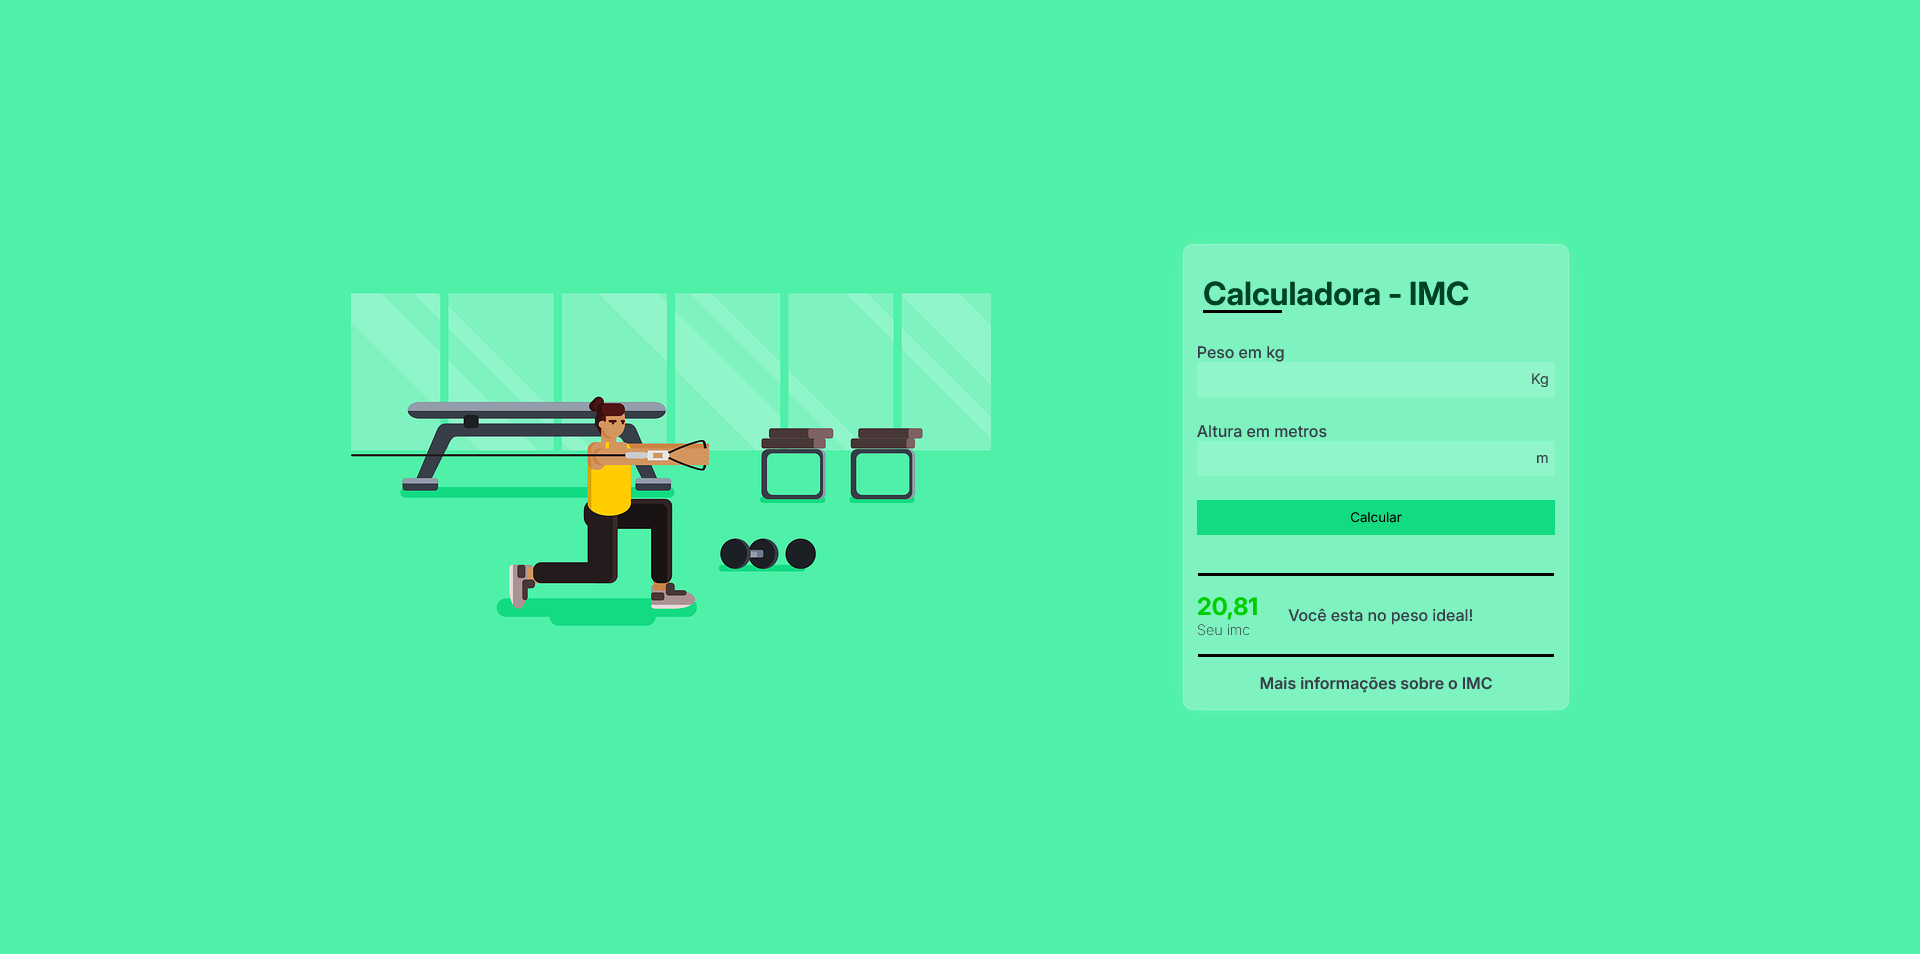 Calculadora - IMC
Peso em kg
Kg
Altura em metros
m
Calcular
20,81
Seu imc
Você esta no peso ideal!
Mais informações sobre o IMC